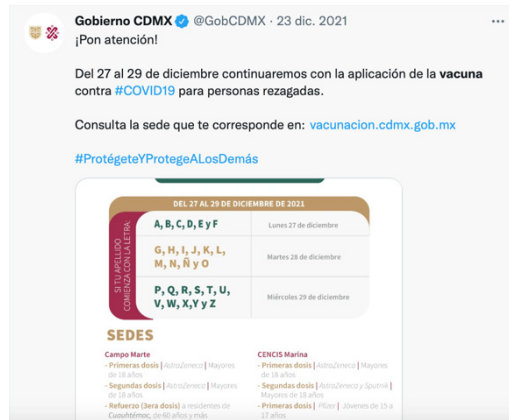 Gobierno CDMX @GobCDMX · 23 dic. 2021
¡Pon atención!
Del 27 al 29 de diciembre continuaremos con la aplicación de la vacuna
contra #COVID19 para personas rezagadas.
Consulta la sede que te corresponde en: vacunacion.cdmx.gob.mx
#ProtégeteYProtegeALosDemás
DEL 27 AL 29 DE DICIEMBRE DE 2021
SI TU APELLIDO
COMIENZA CON LA LETRA:
A, B, C, D, E y F
Lunes 27 de diciembre
G, H, I, J, K, L,
M, N, Ñ y O
Martes 28 de diciembre
P, Q, R, S, T, U,
V, W, X,Y y Z
Miércoles 29 de diciembre
SEDES
Campo Marte
- Primeras dosis | AstraZeneca | Mayores
de 18 años
- Segundas dosis | AstraZeneca | Mayores
de 18 años
- Refuerzo (3era dosis) a residentes de
Cuauhtémoc, de 60 años y más
CENCIS Marina
- Primeras dosis | AstraZeneca | Mayores
de 18 años
- Segundas dosis | AstraZeneca y Sputnik |
Mayores de 18 años
- Primeras dosis | Pfizer | Jóvenes de 15 a
17 años